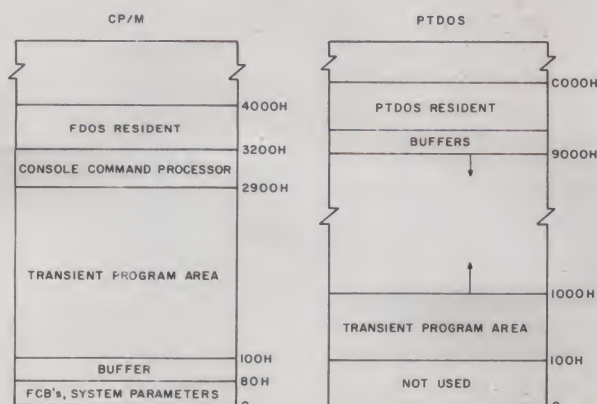 CP/M
4000H
FDOS RESIDENT
3200H
CONSOLE COMMAND PROCESSOR
2900H
TRANSIENT PROGRAM AREA
100H
BUFFER
80H
FCB's, SYSTEM PARAMETERS
PTDOS
C000H
PTDOS RESIDENT
BUFFERS
9000H
1000H
TRANSIENT PROGRAM AREA
100H
NOT USED